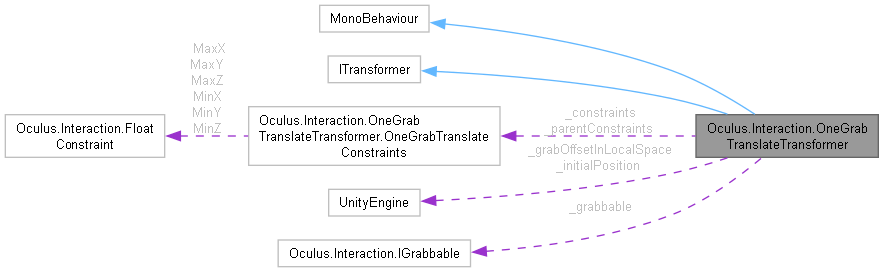 MonoBehaviour
ITransformer
MaxX
MaxY
MaxZ
MinX
MinY
MinZ
Oculus.Interaction.Float
Constraint
Oculus.Interaction.OneGrab
TranslateTransformer.OneGrabTranslate
Constraints
_constraints
_parentConstraints
Oculus.Interaction.OneGrab
TranslateTransformer
_grabOffsetInLocalSpace
_initialPosition
UnityEngine
_grabbable
Oculus.Interaction.IGrabbable